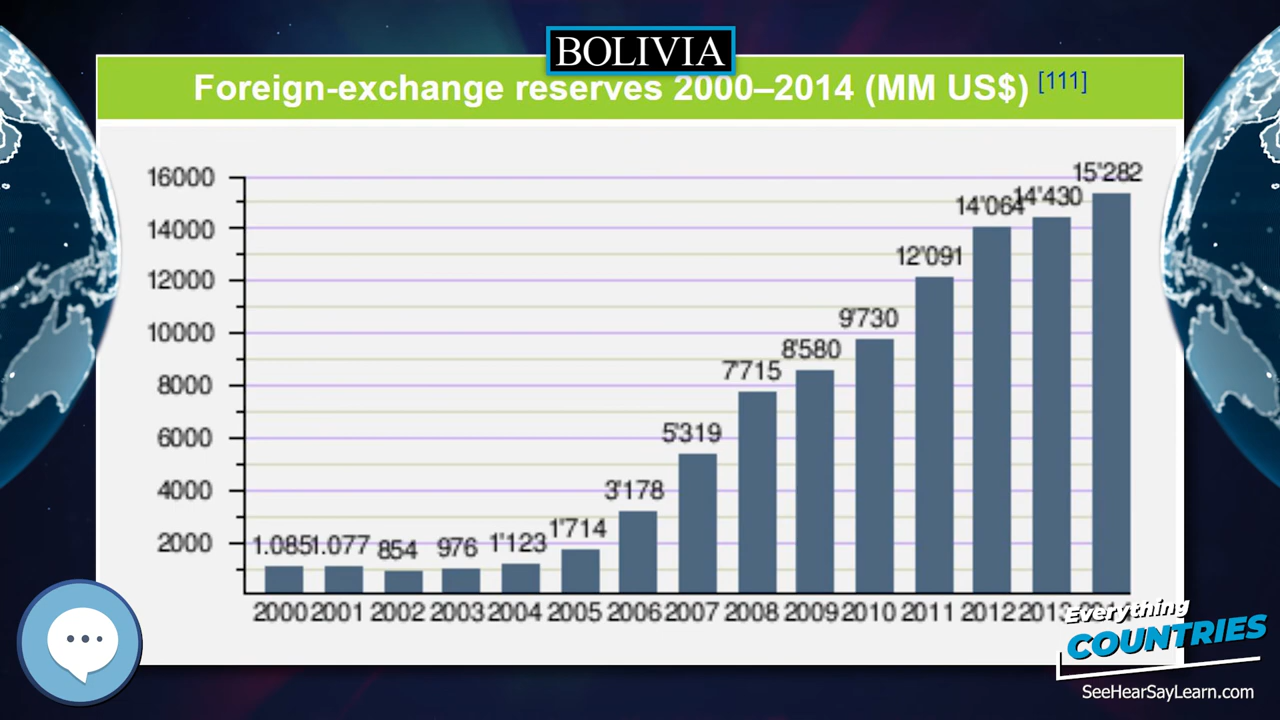 BOLIVIA
Foreign-exchange reserves 2000–2014 (MM US$) [111]
16000
14000
12000
10000
8000
6000
4000
2000
1.085 1.077 854 976 1'123 1'714 3'178 5'319 7'715 8'580 9'730 12'091 14'064 14'430 15'282
2000 2001 2002 2003 2004 2005 2006 2007 2008 2009 2010 2011 2012 2013
Everything
COUNTRIES
SeeHearSayLearn.com